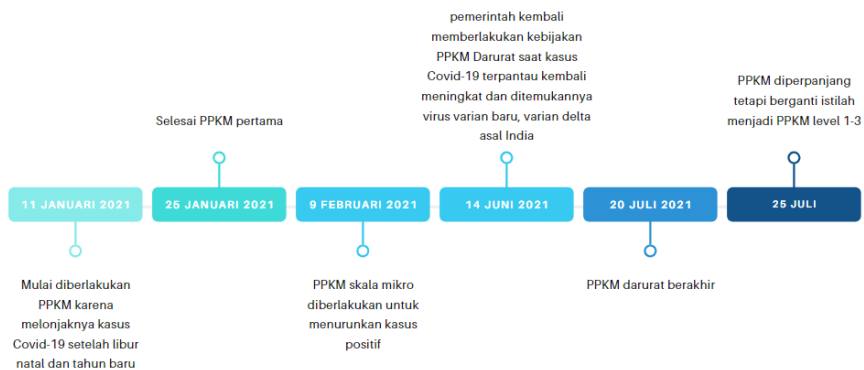 11 JANUARI 2021
Mulai diberlakukan
PPKM karena
melonjaknya kasus
Covid-19 setelah libur
natal dan tahun baru
Selesai PPKM pertama
25 JANUARI 2021
9 FEBRUARI 2021
PPKM skala mikro
diberlakukan untuk
menurunkan kasus
positif
pemerintah kembali
memberlakukan kebijakan
PPKM Darurat saat kasus
Covid-19 terpantau kembali
meningkat dan ditemukannya
virus varian baru, varian delta
asal India
14 JUNI 2021
20 JULI 2021
PPKM darurat berakhir
PPKM diperpanjang
tetapi berganti istilah
menjadi PPKM level 1-3
25 JULI